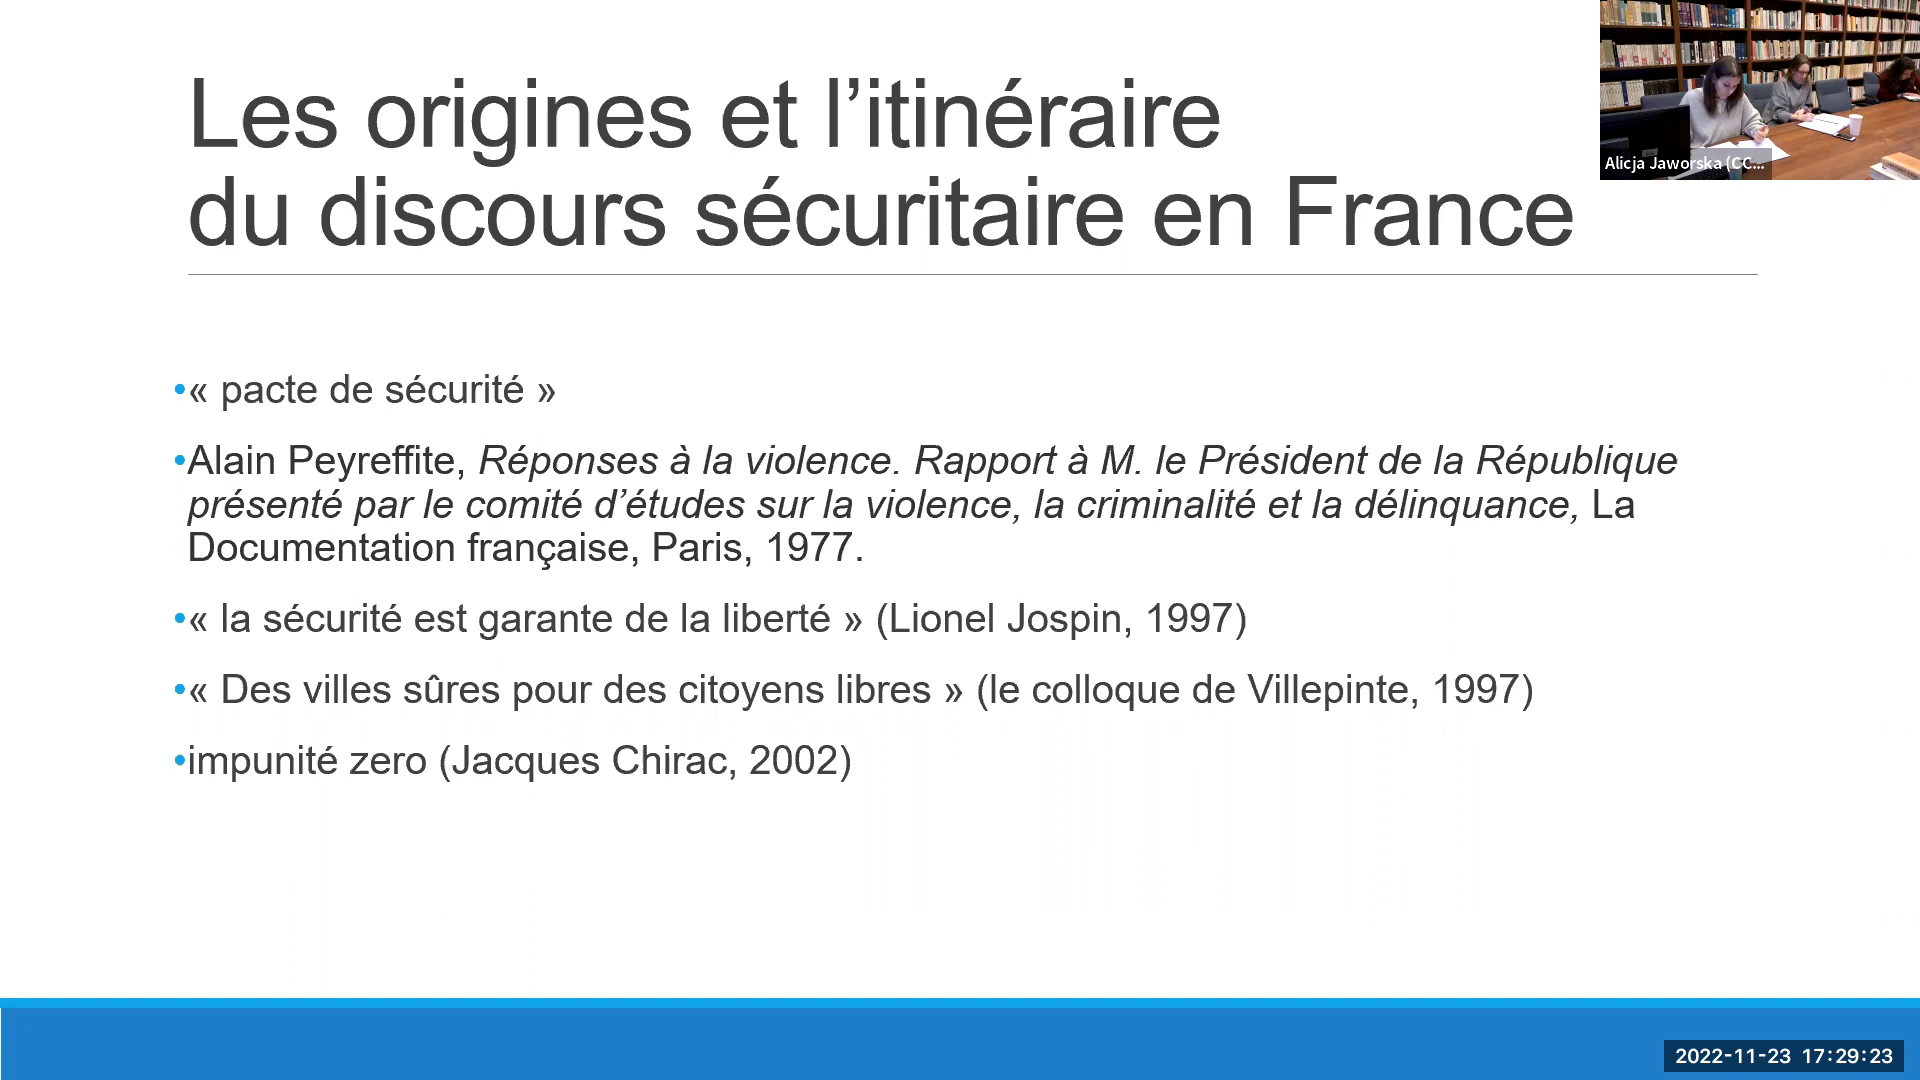 Les origines et l’itinéraire
du discours sécuritaire en France
Alicja Jaworska (CC...
•« pacte de sécurité »
•Alain Peyreffite, Réponses à la violence. Rapport à M. le Président de la République
présenté par le comité d’études sur la violence, la criminalité et la délinquance, La
Documentation française, Paris, 1977.
•« la sécurité est garante de la liberté » (Lionel Jospin, 1997)
•« Des villes sûres pour des citoyens libres » (le colloque de Villepinte, 1997)
•impunité zero (Jacques Chirac, 2002)
2022-11-23 17:29:23